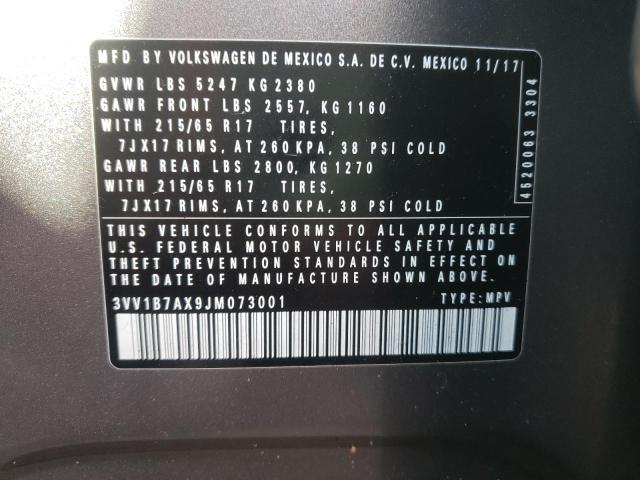 MFD BY VOLKSWAGEN DE MEXICO S.A. DE C.V. MEXICO 11/17
GVWR LBS 5247 KG 2380
GAWR FRONT LBS 2557, KG 1160
WITH 215/65 R17 TIRES,
7JX17 RIMS, AT 260 KPA, 38 PSI COLD
GAWR REAR LBS 2800, KG 1270
WITH 215/65 R17 TIRES,
7JX17 RIMS, AT 260 KPA, 38 PSI COLD
THIS VEHICLE CONFORMS TO ALL APPLICABLE
U.S. FEDERAL MOTOR VEHICLE SAFETY AND
THEFT PREVENTION STANDARDS IN EFFECT ON
THE DATE OF MANUFACTURE SHOWN ABOVE.
3VV1B7AX9JM073001 TYPE: MPV
4520063 3304